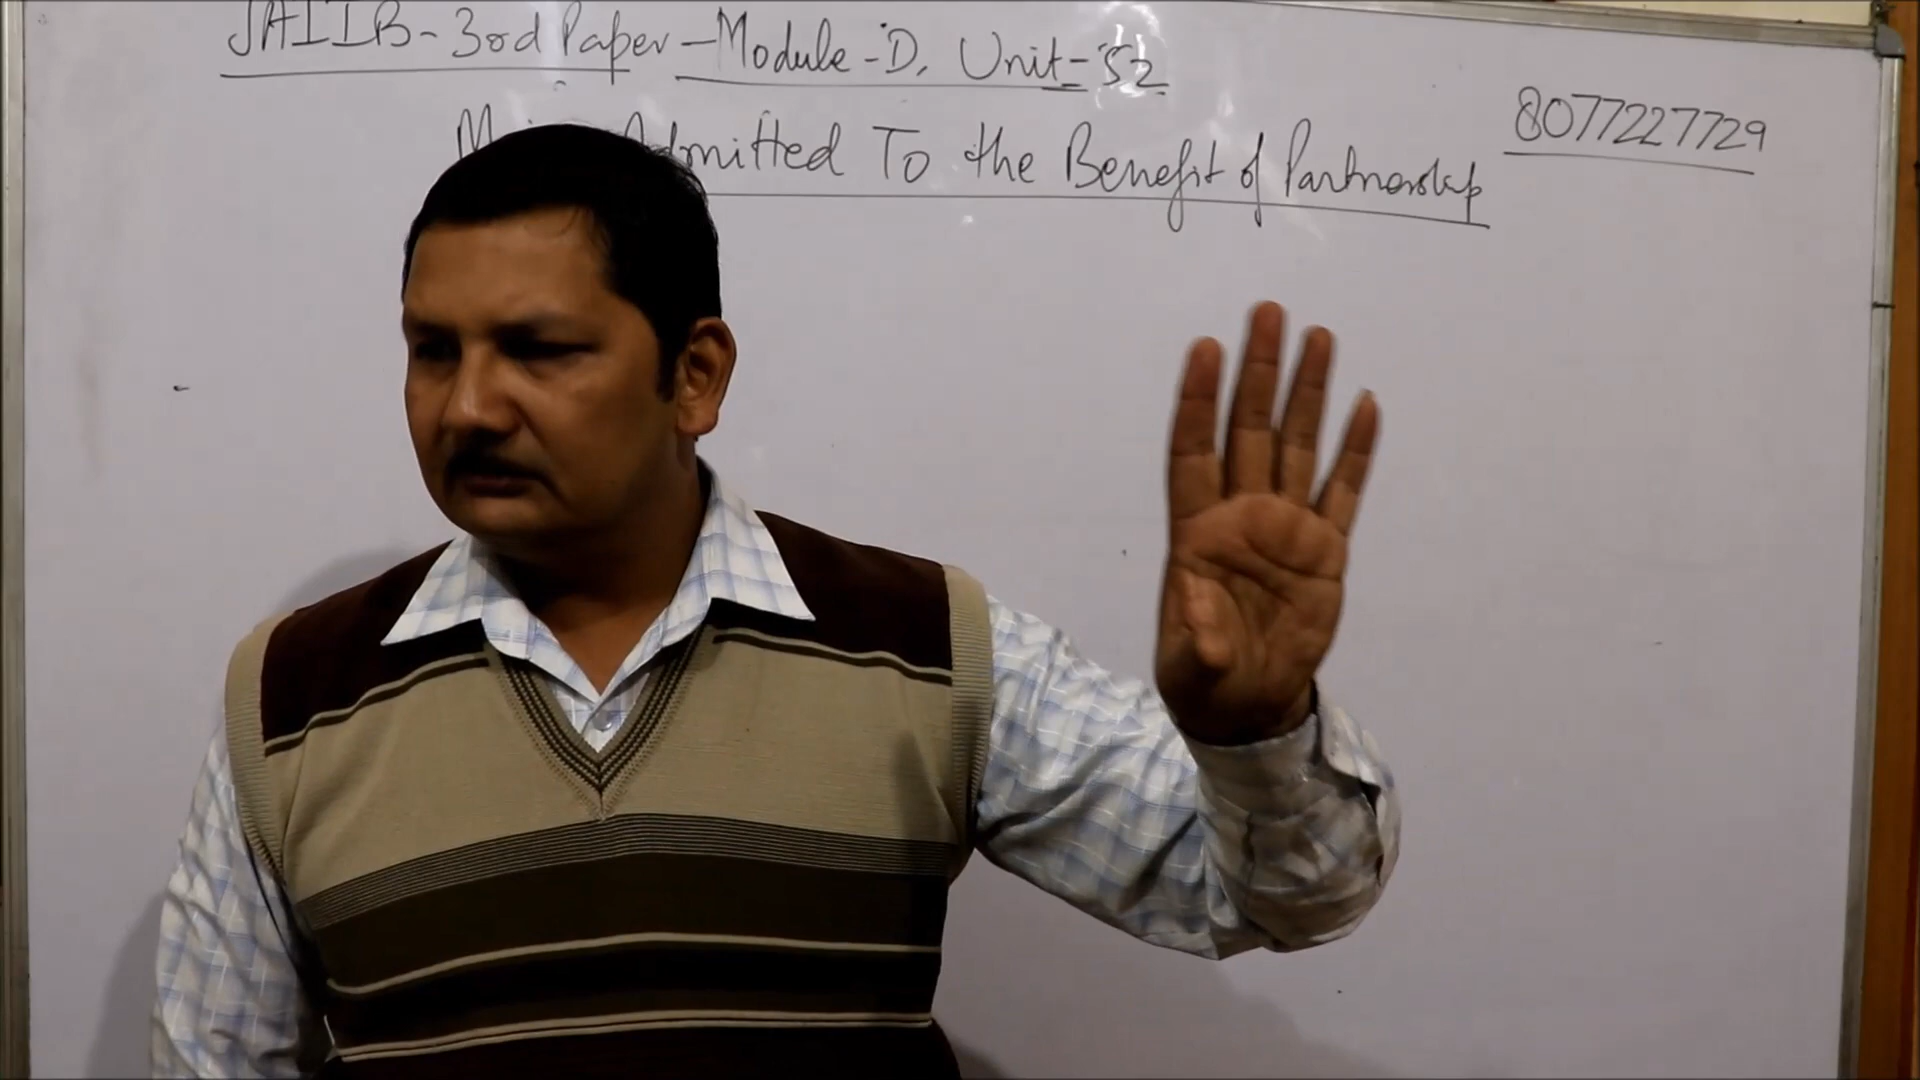 JAIIB - 3rd Paper - Module - D, Unit - 52
8077227729
Admitted To the Benefit of Partnership